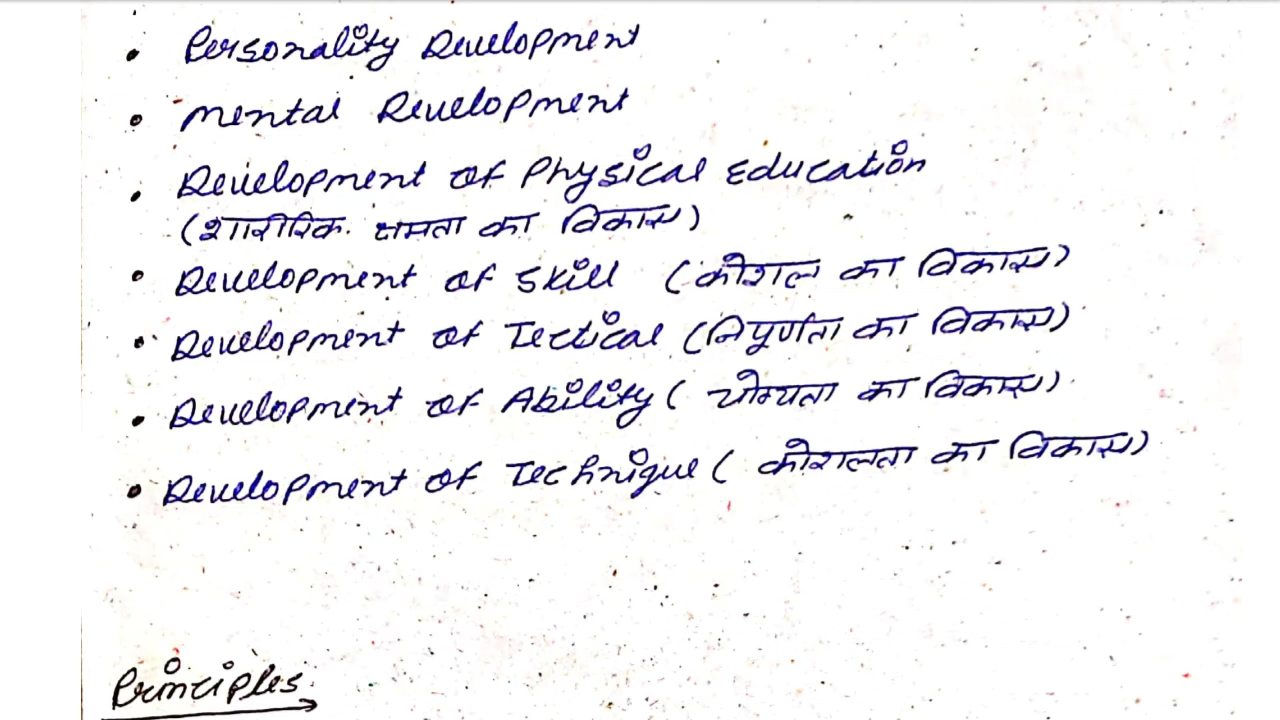 • Personality Development
• mental Development
• Development of Physical Education
(शारीरिक क्षमता का विकास)
• Development of Skill (कौशल का विकास)
• Development of Tectical (निपूर्णता का विकास)
• Development of Ability ( योग्यता का विकास)
• Development of Technique ( कौशलता का विकास)
Principles